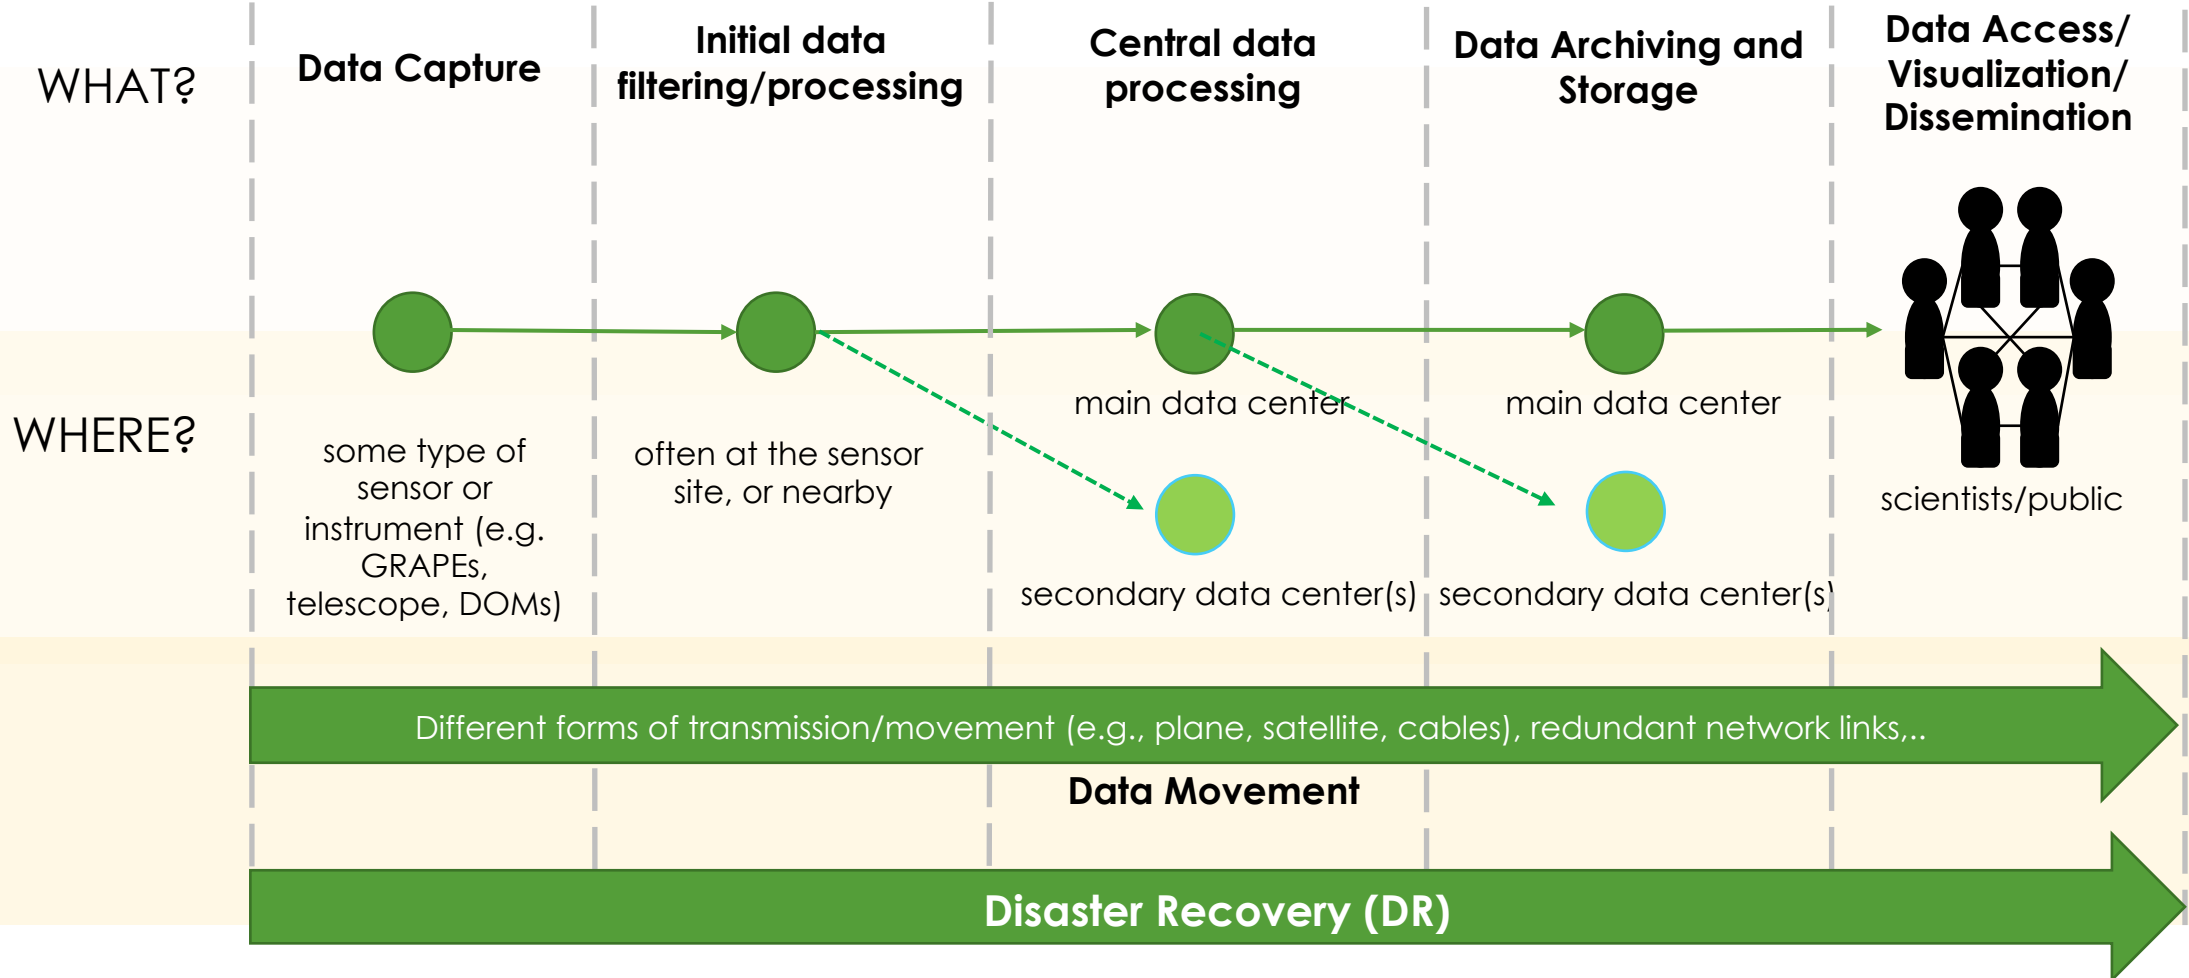 WHAT?
Data Capture
Initial data
filtering/processing
Central data
processing
Data Archiving and
Storage
Data Access/
Visualization/
Dissemination
WHERE?
some type of
sensor or
instrument (e.g.
GRAPEs,
telescope, DOMs)
often at the sensor
site, or nearby
main data center
secondary data center(s)
main data center
secondary data center(s)
scientists/public
Different forms of transmission/movement (e.g., plane, satellite, cables), redundant network links,..
Data Movement
Disaster Recovery (DR)